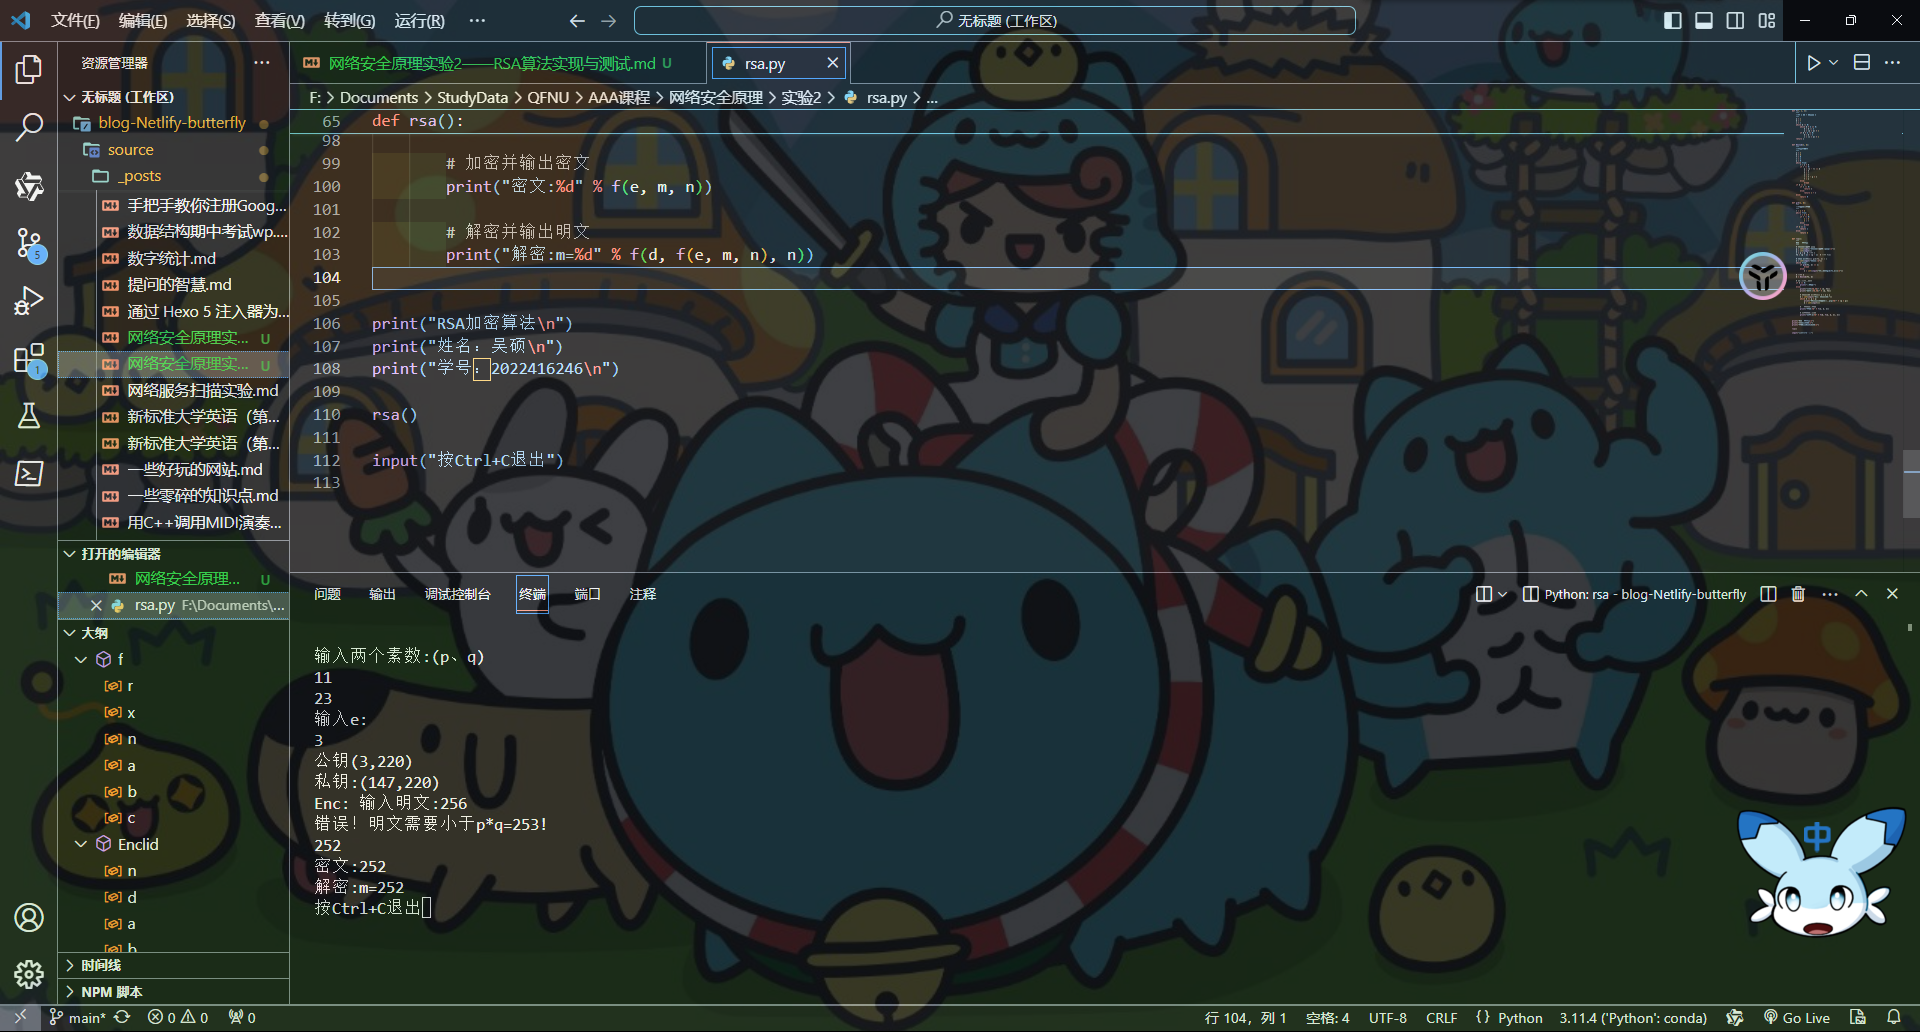 文件(F) 编辑(E) 选择(S) 查看(V) 转到(G) 运行(R) ···
无标题 (工作区)
资源管理器
无标题 (工作区)
blog-Netlify-butterfly
source
_posts
手把手教你注册Goog...
数据结构期中考试wp....
数字统计.md
提问的智慧.md
通过 Hexo 5 注入器为...
网络安全原理实... U
网络安全原理实... U
网络服务扫描实验.md
新标准大学英语（第...
新标准大学英语（第...
一些好玩的网站.md
一些零碎的知识点.md
用C++调用MIDI演奏...
打开的编辑器
网络安全原理... U
rsa.py F:\Documents\...
大纲
f
r
x
n
a
b
c
Enclid
n
d
a
b
时间线
NPM 脚本
5
1
网络安全原理实验2——RSA算法实现与测试.md U
rsa.py
F: > Documents > StudyData > QFNU > AAA课程 > 网络安全原理 > 实验2 > rsa.py > ...
65 def rsa():
98
99 # 加密并输出密文
100 print("密文:%d" % f(e, m, n))
101
102 # 解密并输出明文
103 print("解密:m=%d" % f(d, f(e, m, n), n))
104
105
106 print("RSA加密算法\n")
107 print("姓名：吴硕\n")
108 print("学号：2022416246\n")
109
110 rsa()
111
112 input("按Ctrl+C退出")
113
问题 输出 调试控制台 终端 端口 注释
Python: rsa - blog-Netlify-butterfly
输入两个素数:(p、q)
11
23
输入e:
3
公钥(3,220)
私钥:(147,220)
Enc: 输入明文:256
错误! 明文需要小于p*q=253!
252
密文:252
解密:m=252
按Ctrl+C退出
中
main* 0 0 0
行 104，列 1 空格: 4 UTF-8 CRLF {} Python 3.11.4 ('Python': conda) Go Live